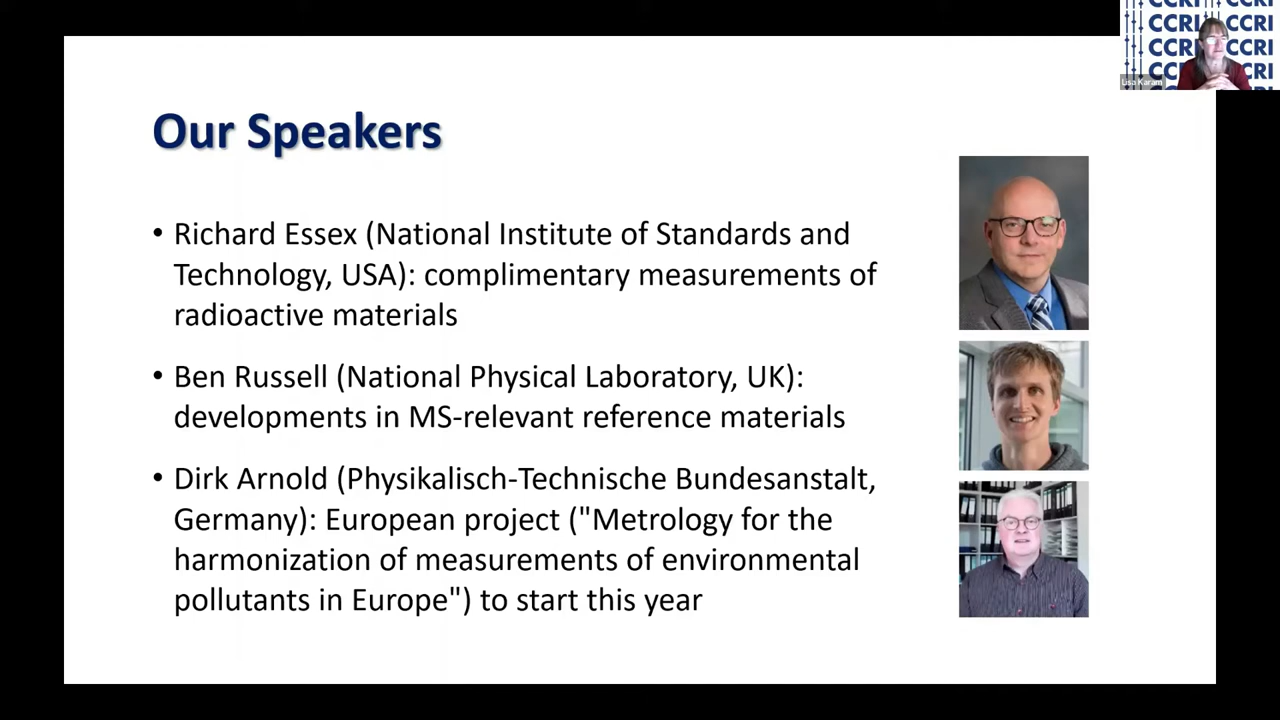 CCRI CCRI
CCRI CCRI
CCRI CCRI
CCRI CCRI
CC RI
Lisa Karam
Our Speakers
• Richard Essex (National Institute of Standards and
Technology, USA): complimentary measurements of
radioactive materials
• Ben Russell (National Physical Laboratory, UK):
developments in MS-relevant reference materials
• Dirk Arnold (Physikalisch-Technische Bundesanstalt,
Germany): European project ("Metrology for the
harmonization of measurements of environmental
pollutants in Europe") to start this year